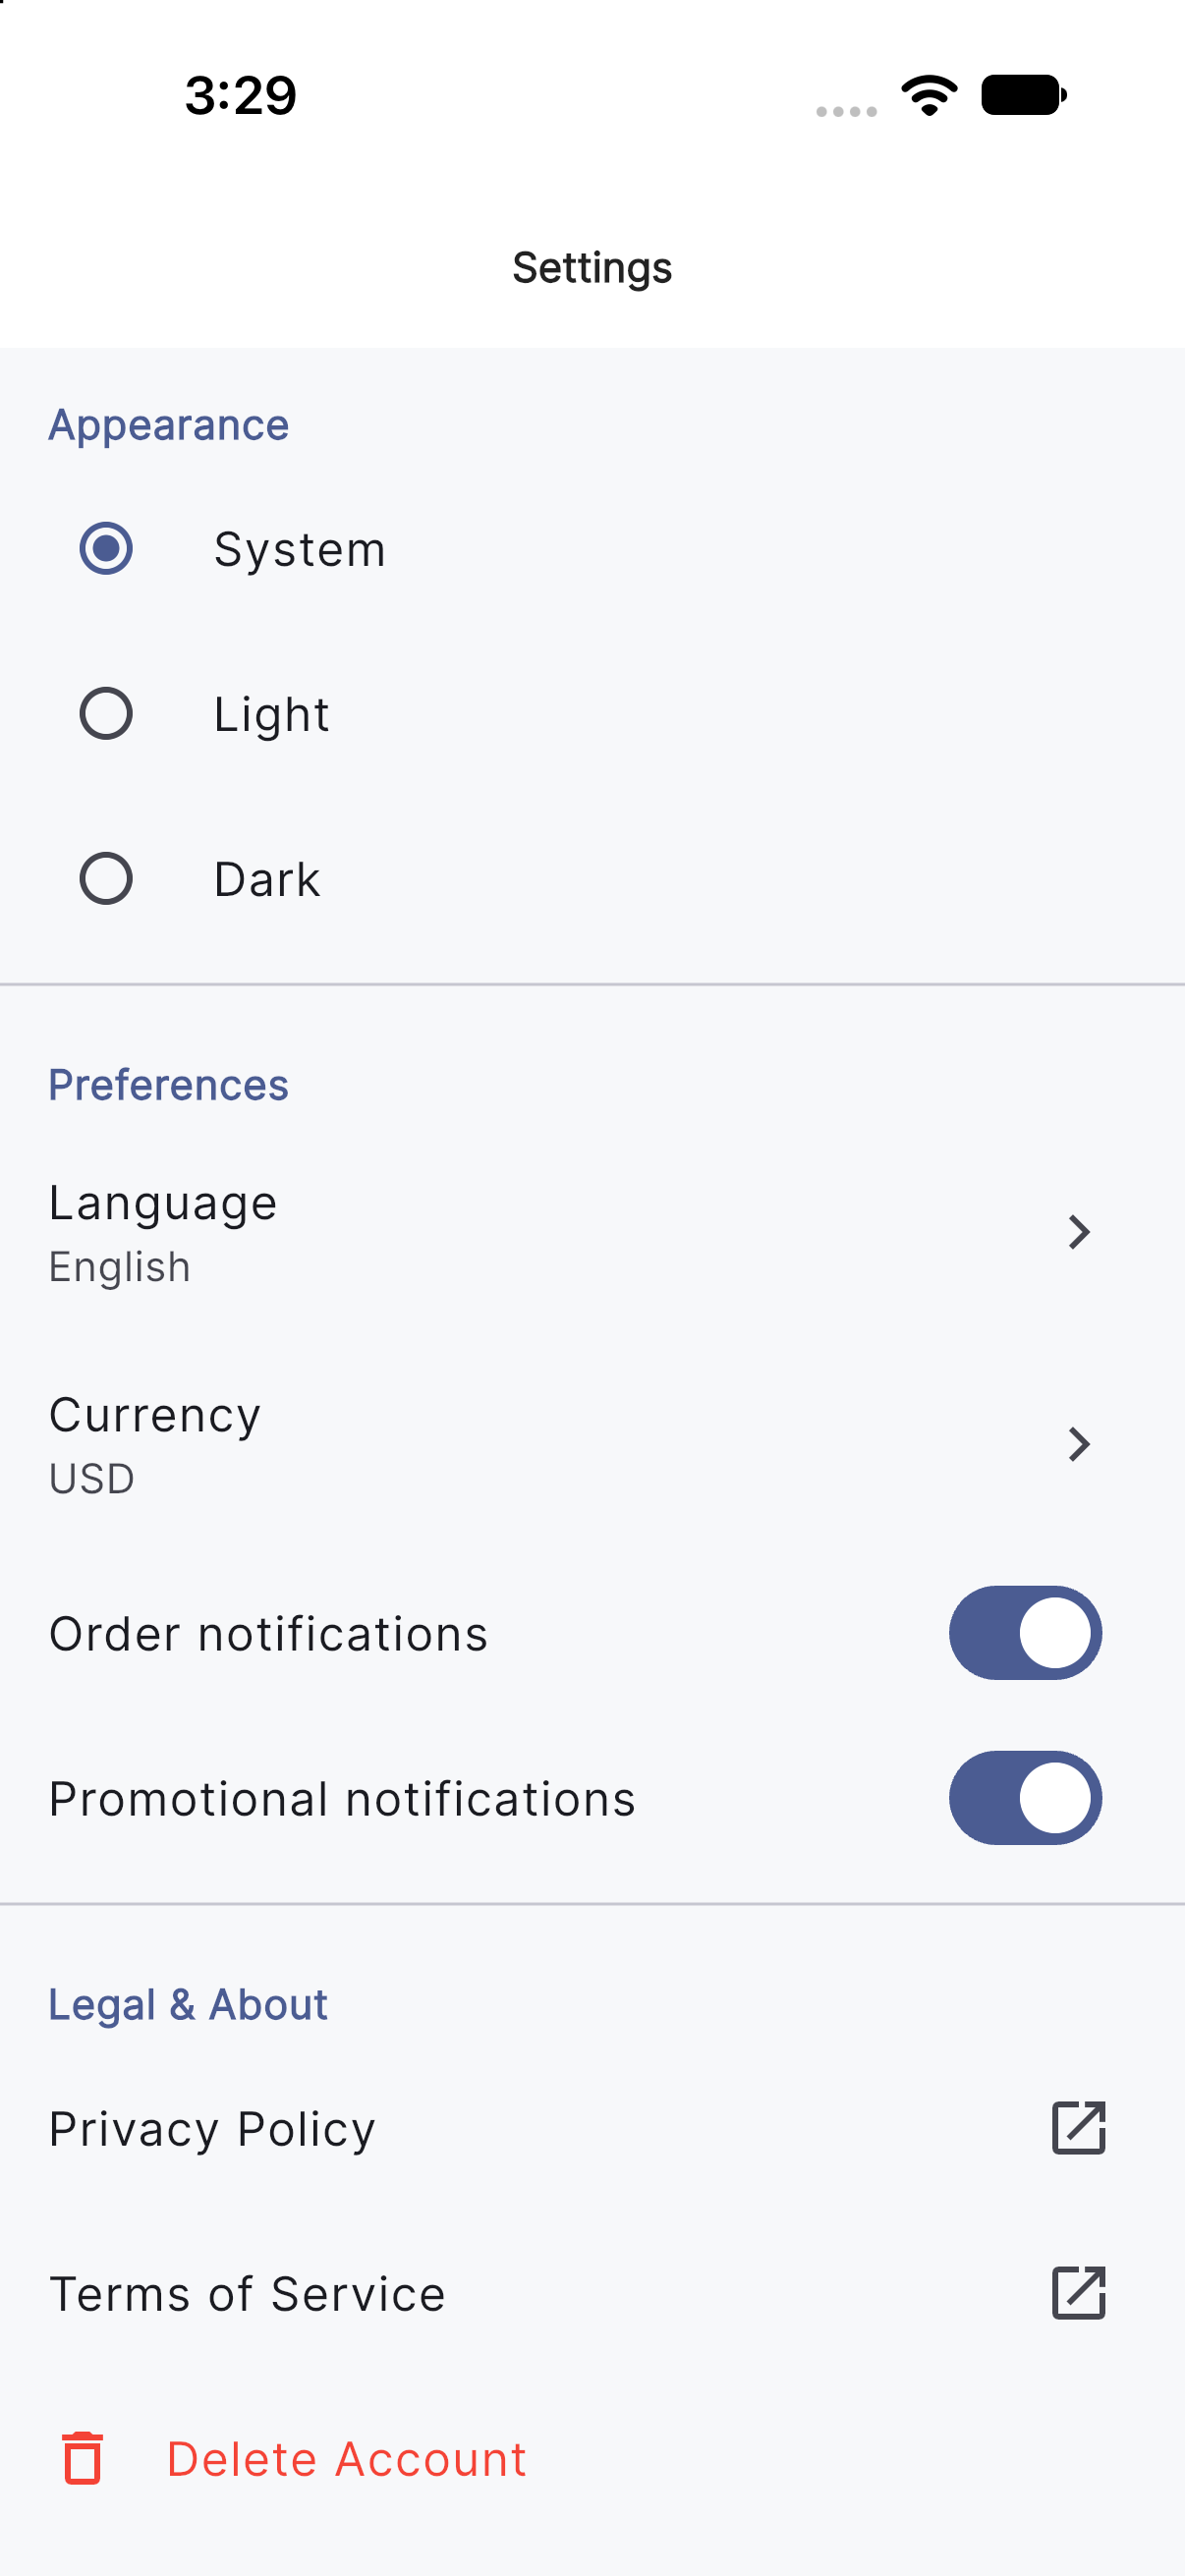 3:29
Settings
Appearance
System
Light
Dark
Preferences
Language
English
Currency
USD
Order notifications
Promotional notifications
Legal & About
Privacy Policy
Terms of Service
Delete Account